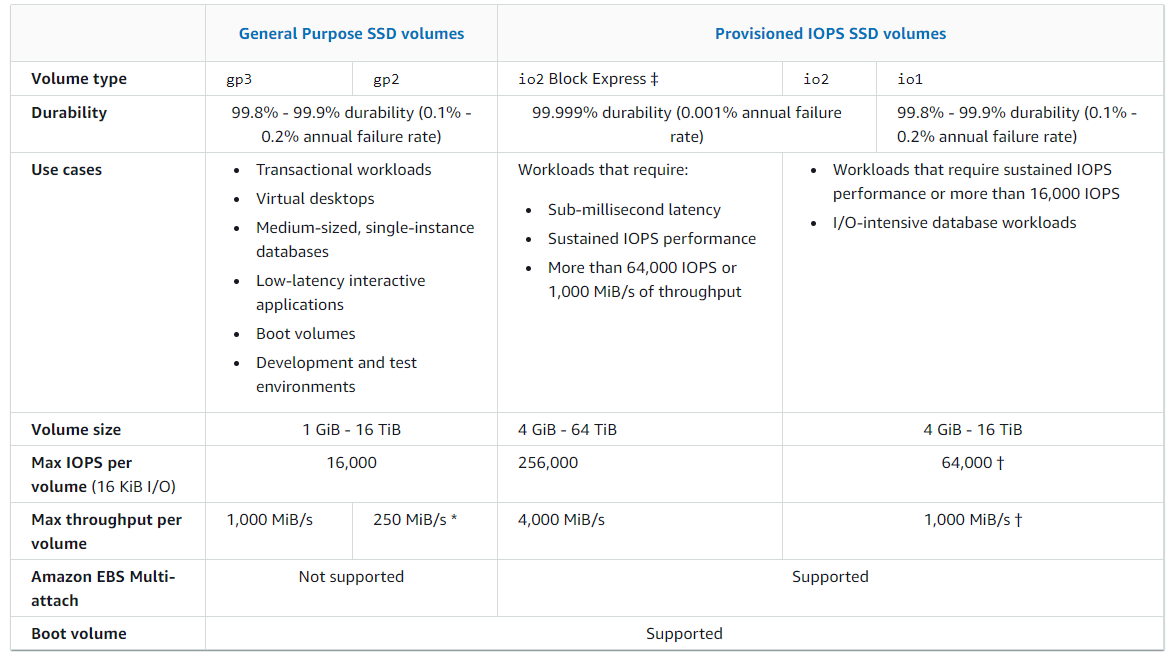 General Purpose SSD volumes
Provisioned IOPS SSD volumes
Volume type
gp3
gp2
io2 Block Express ‡
io2
io1
Durability
99.8% - 99.9% durability (0.1% -
0.2% annual failure rate)
99.999% durability (0.001% annual failure
rate)
99.8% - 99.9% durability (0.1% -
0.2% annual failure rate)
Use cases
• Transactional workloads
• Virtual desktops
• Medium-sized, single-instance
databases
• Low-latency interactive
applications
• Boot volumes
• Development and test
environments
Workloads that require:
• Sub-millisecond latency
• Sustained IOPS performance
• More than 64,000 IOPS or
1,000 MiB/s of throughput
• Workloads that require sustained IOPS
performance or more than 16,000 IOPS
• I/O-intensive database workloads
Volume size
1 GiB - 16 TiB
4 GiB - 64 TiB
4 GiB - 16 TiB
Max IOPS per
volume (16 KiB I/O)
16,000
256,000
64,000 †
Max throughput per
volume
1,000 MiB/s
250 MiB/s *
4,000 MiB/s
1,000 MiB/s †
Amazon EBS Multi-
attach
Not supported
Supported
Boot volume
Supported